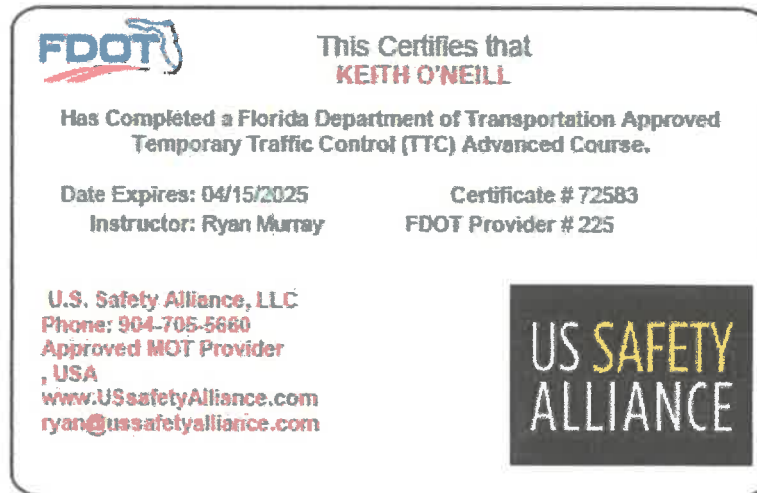 FDOT
This Certifies that
KEITH O'NEILL
Has Completed a Florida Department of Transportation Approved
Temporary Traffic Control (TTC) Advanced Course.
Date Expires: 04/15/2025
Certificate # 72583
Instructor: Ryan Murray
FDOT Provider # 225
U.S. Safety Alliance, LLC
Phone: 904-705-5660
Approved MOT Provider
, USA
www.USsafetyAlliance.com
ryan@ussafetyalliance.com
US SAFETY
ALLIANCE